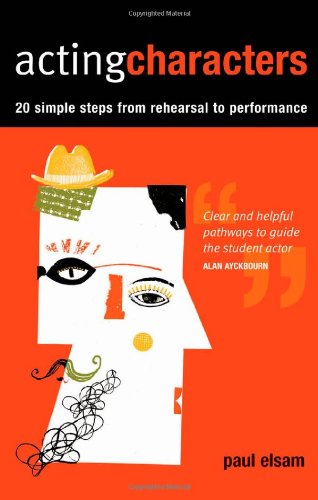 actingcharacters
20 simple steps from rehearsal to performance
“Clear and helpful
pathways to guide
the student actor”
ALAN AYCKBOURN
paul elsam